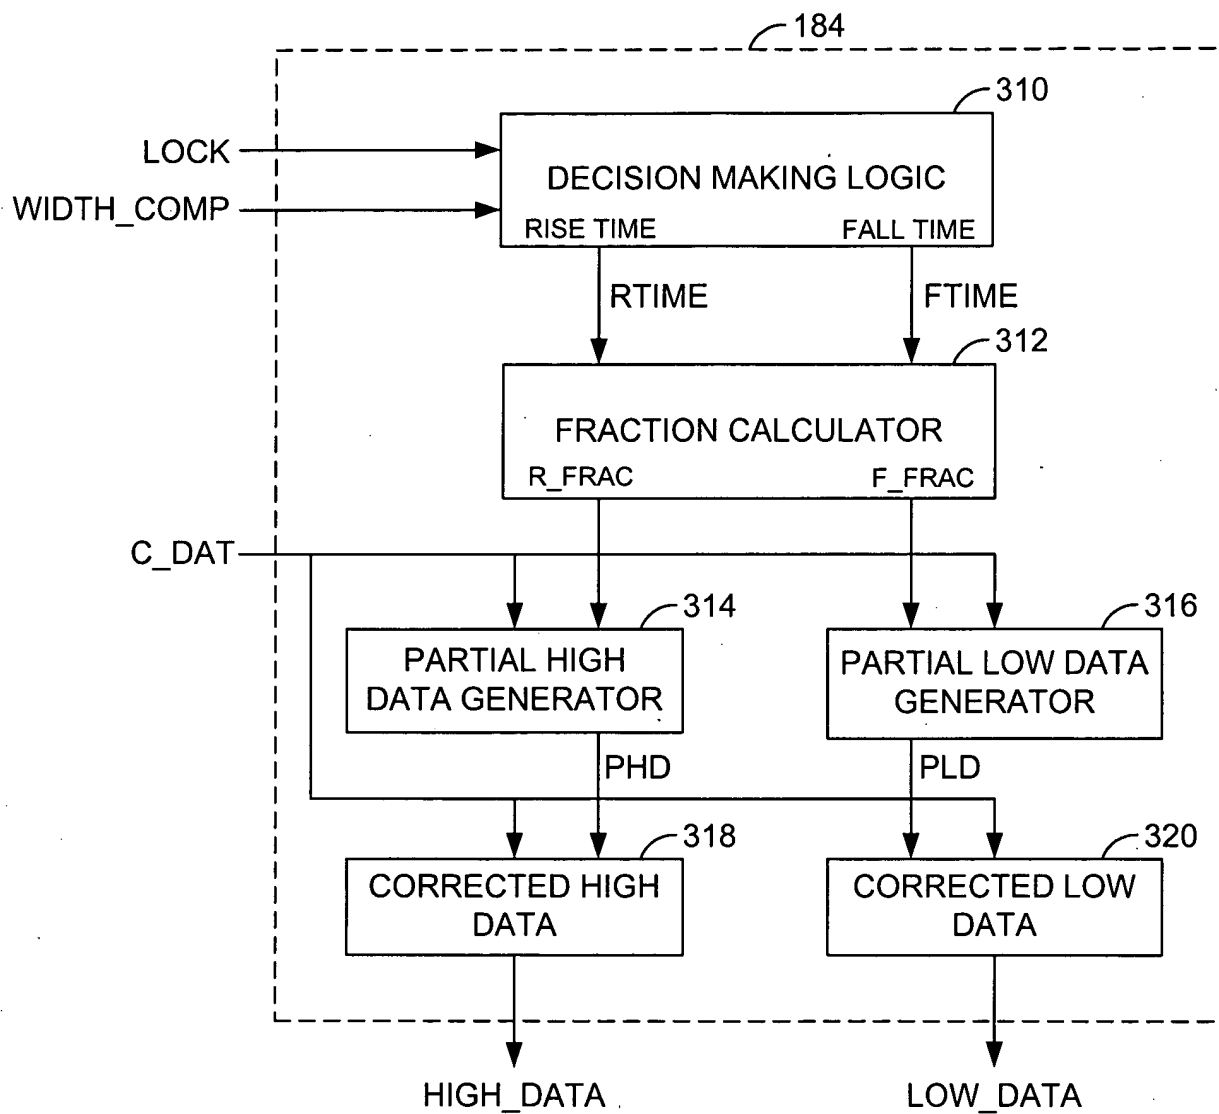 184
310
LOCK
DECISION MAKING LOGIC
WIDTH_COMP
RISE TIME
FALL TIME
RTIME
FTIME
312
FRACTION CALCULATOR
R_FRAC
F_FRAC
C_DAT
314
316
PARTIAL HIGH
DATA GENERATOR
PARTIAL LOW DATA
GENERATOR
PHD
PLD
318
320
CORRECTED HIGH
DATA
CORRECTED LOW
DATA
HIGH_DATA
LOW_DATA